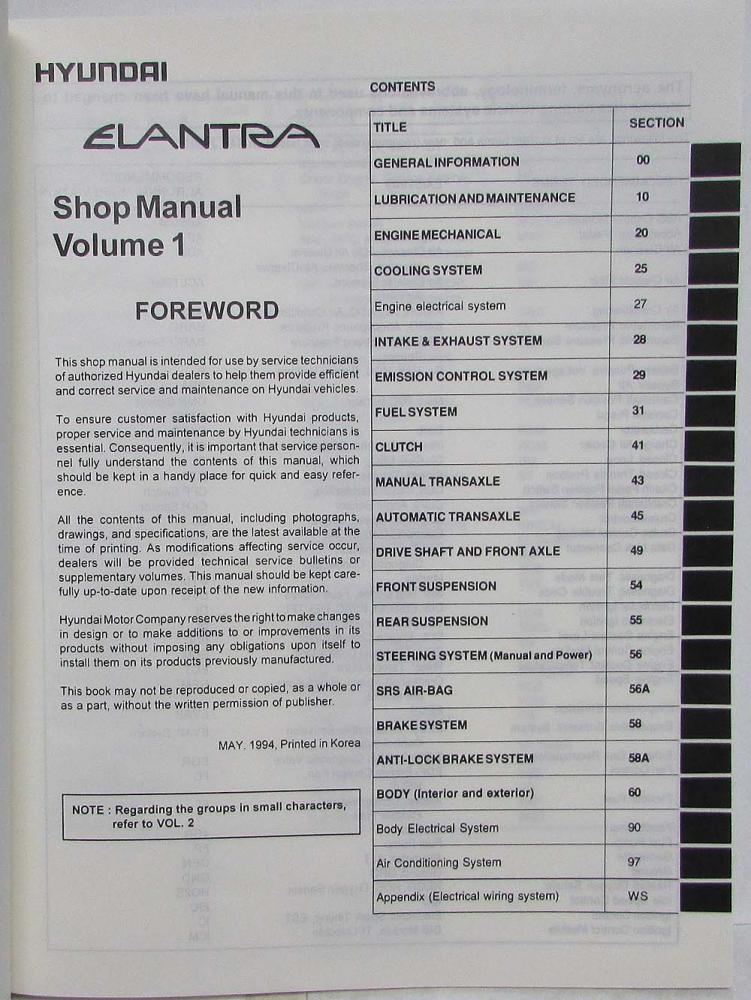 HYUNDAI
ELANTRA
Shop Manual
Volume 1
FOREWORD
This shop manual is intended for use by service technicians
of authorized Hyundai dealers to help them provide efficient
and correct service and maintenance on Hyundai vehicles.
To ensure customer satisfaction with Hyundai products,
proper service and maintenance by Hyundai technicians is
essential. Consequently, it is important that service person-
nel fully understand the contents of this manual, which
should be kept in a handy place for quick and easy refer-
ence.
All the contents of this manual, including photographs,
drawings, and specifications, are the latest available at the
time of printing. As modifications affecting service occur,
dealers will be provided technical service bulletins or
supplementary volumes. This manual should be kept care-
fully up-to-date upon receipt of the new information.
Hyundai Motor Company reserves the right to make changes
in design or to make additions to or improvements in its
products without imposing any obligations upon itself to
install them on its products previously manufactured.
This book may not be reproduced or copied, as a whole or
as a part, without the written permission of publisher.
MAY. 1994, Printed in Korea
NOTE : Regarding the groups in small characters,
refer to VOL. 2
CONTENTS
TITLE SECTION
GENERAL INFORMATION 00
LUBRICATION AND MAINTENANCE 10
ENGINE MECHANICAL 20
COOLING SYSTEM 25
Engine electrical system 27
INTAKE & EXHAUST SYSTEM 28
EMISSION CONTROL SYSTEM 29
FUEL SYSTEM 31
CLUTCH 41
MANUAL TRANSAXLE 43
AUTOMATIC TRANSAXLE 45
DRIVE SHAFT AND FRONT AXLE 49
FRONT SUSPENSION 54
REAR SUSPENSION 55
STEERING SYSTEM (Manual and Power) 56
SRS AIR-BAG 56A
BRAKE SYSTEM 58
ANTI-LOCK BRAKE SYSTEM 58A
BODY (Interior and exterior) 60
Body Electrical System 90
Air Conditioning System 97
Appendix (Electrical wiring system) WS